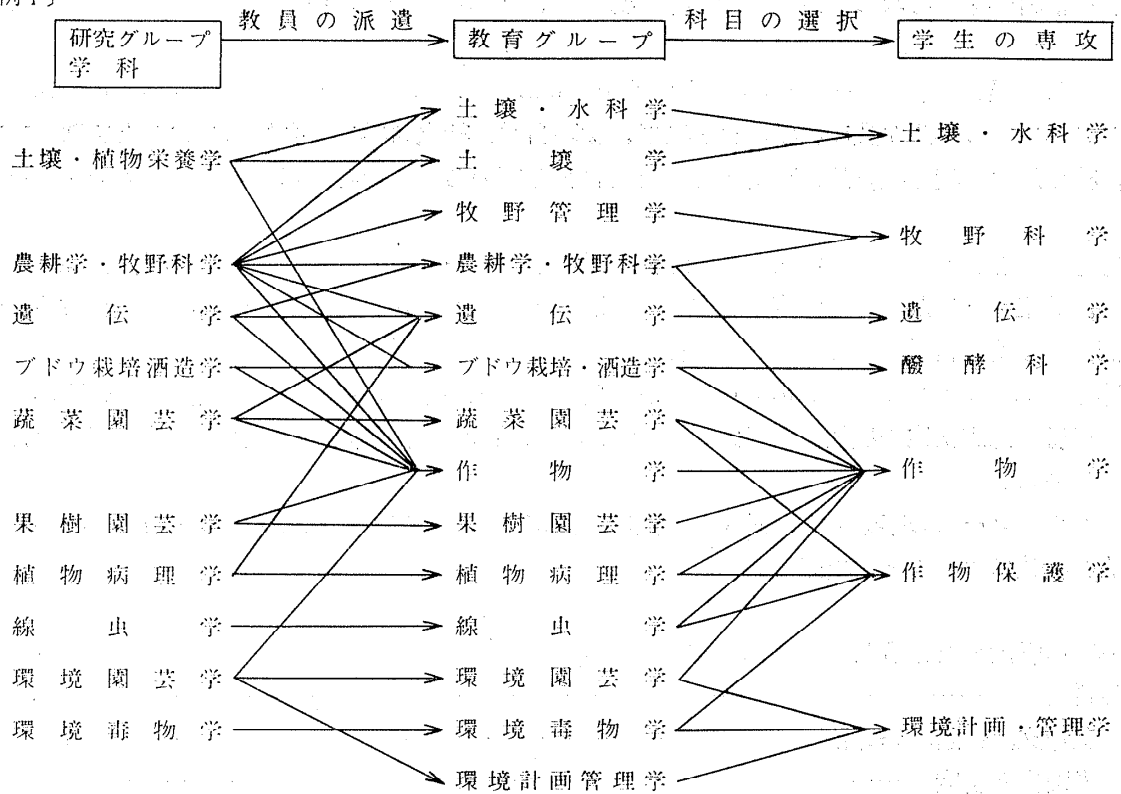 教員の派遣 科目の選択
研究グループ 教育グループ 学生の専攻
学科
土壌・水科学
土壌・水科学
土壌・植物栄養学 土壌学
牧野管理学
牧野科学
農耕学・牧野科学 農耕学・牧野科学
遺伝学 遺伝学 遺伝学
ブドウ栽培酒造学 ブドウ栽培・酒造学 醱酵科学
蔬菜園芸学 蔬菜園芸学
作物学 作物学
果樹園芸学 果樹園芸学
植物病理学 植物病理学 作物保護学
線虫学 線虫学
環境園芸学 環境園芸学
環境毒物学 環境毒物学 環境計画・管理学
環境計画管理学